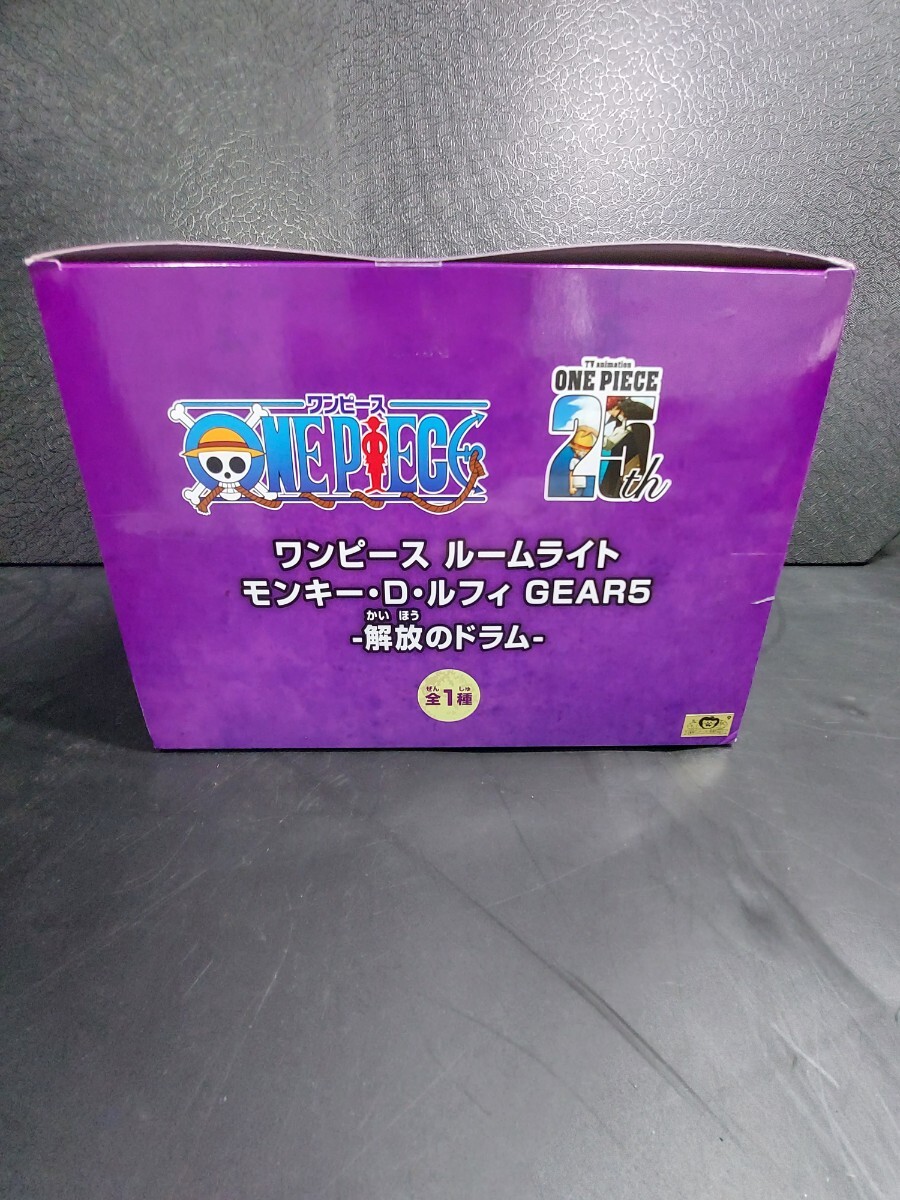 ワンピース
ONE PIECE
TV animation
ONE PIECE
25th
ワンピース ルームライト
モンキー・D・ルフィ GEAR5
かい ほう
-解放のドラム-
ぜん しゅ
全1種